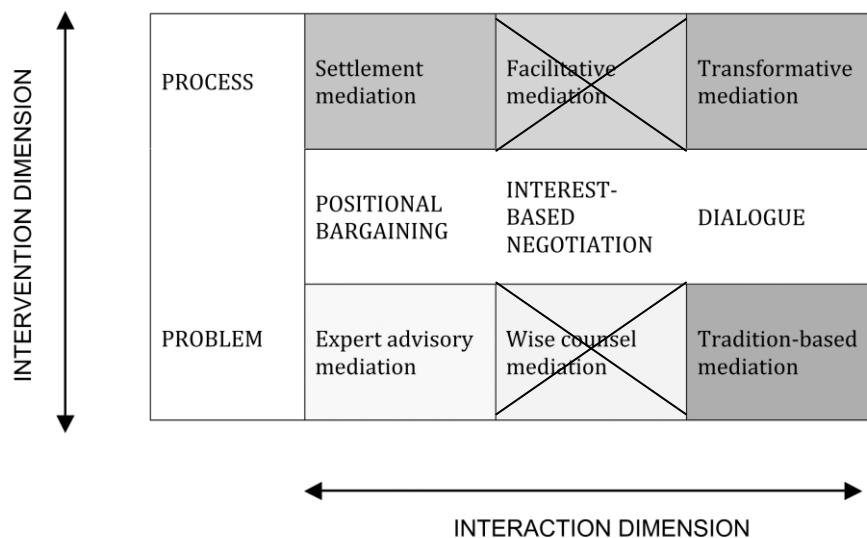 INTERVENTION DIMENSION
PROCESS
Settlement
mediation
Facilitative
mediation
Transformative
mediation
POSITIONAL
BARGAINING
INTEREST-
BASED
NEGOTIATION
DIALOGUE
PROBLEM
Expert advisory
mediation
Wise counsel
mediation
Tradition-based
mediation
INTERACTION DIMENSION